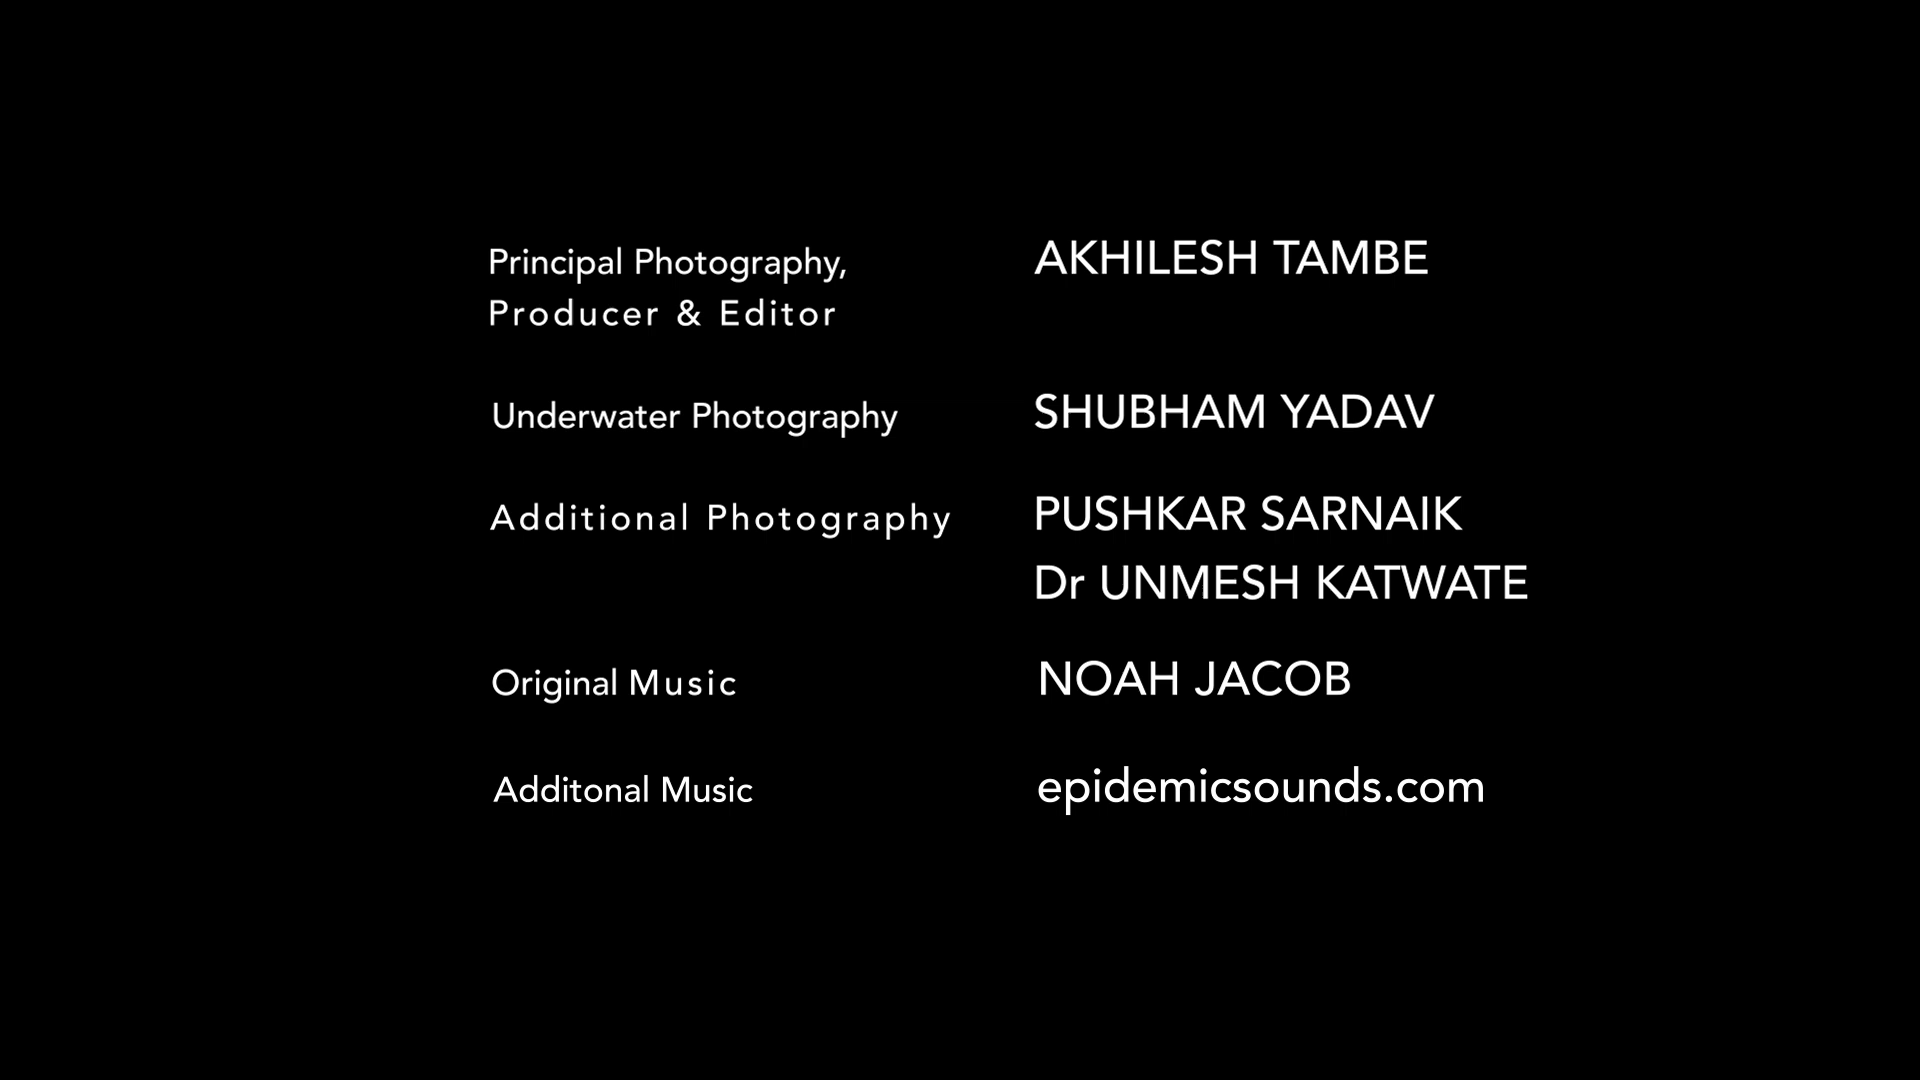 Principal Photography, AKHILESH TAMBE
Producer & Editor
Underwater Photography SHUBHAM YADAV
Additional Photography PUSHKAR SARNAIK
Dr UNMESH KATWATE
Original Music NOAH JACOB
Additonal Music epidemicsounds.com